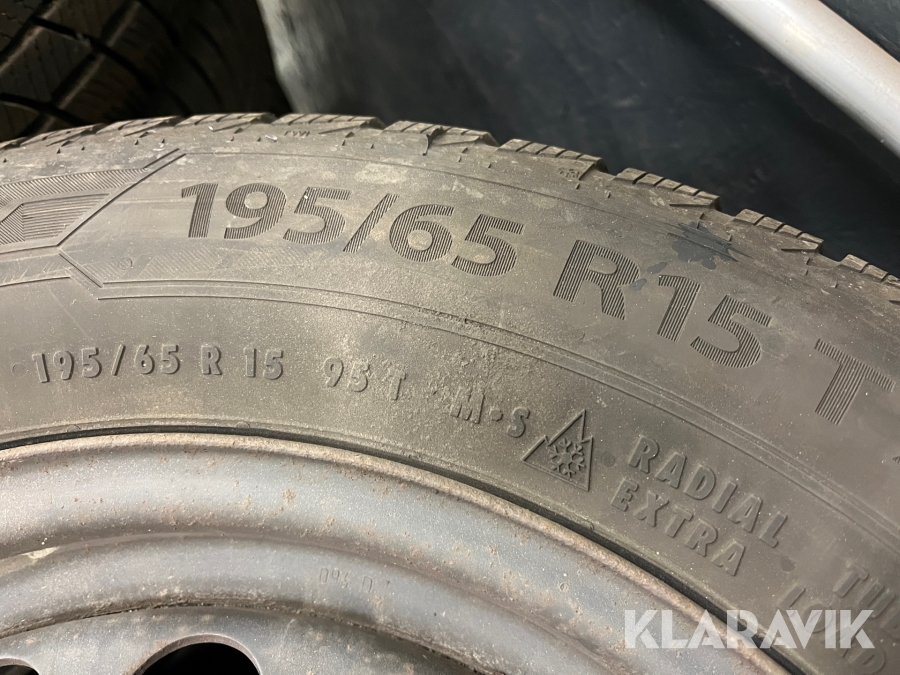 195/65 R15 T
195/65 R 15 95 T M•S
RADIAL
EXTRA
KLARAVIK